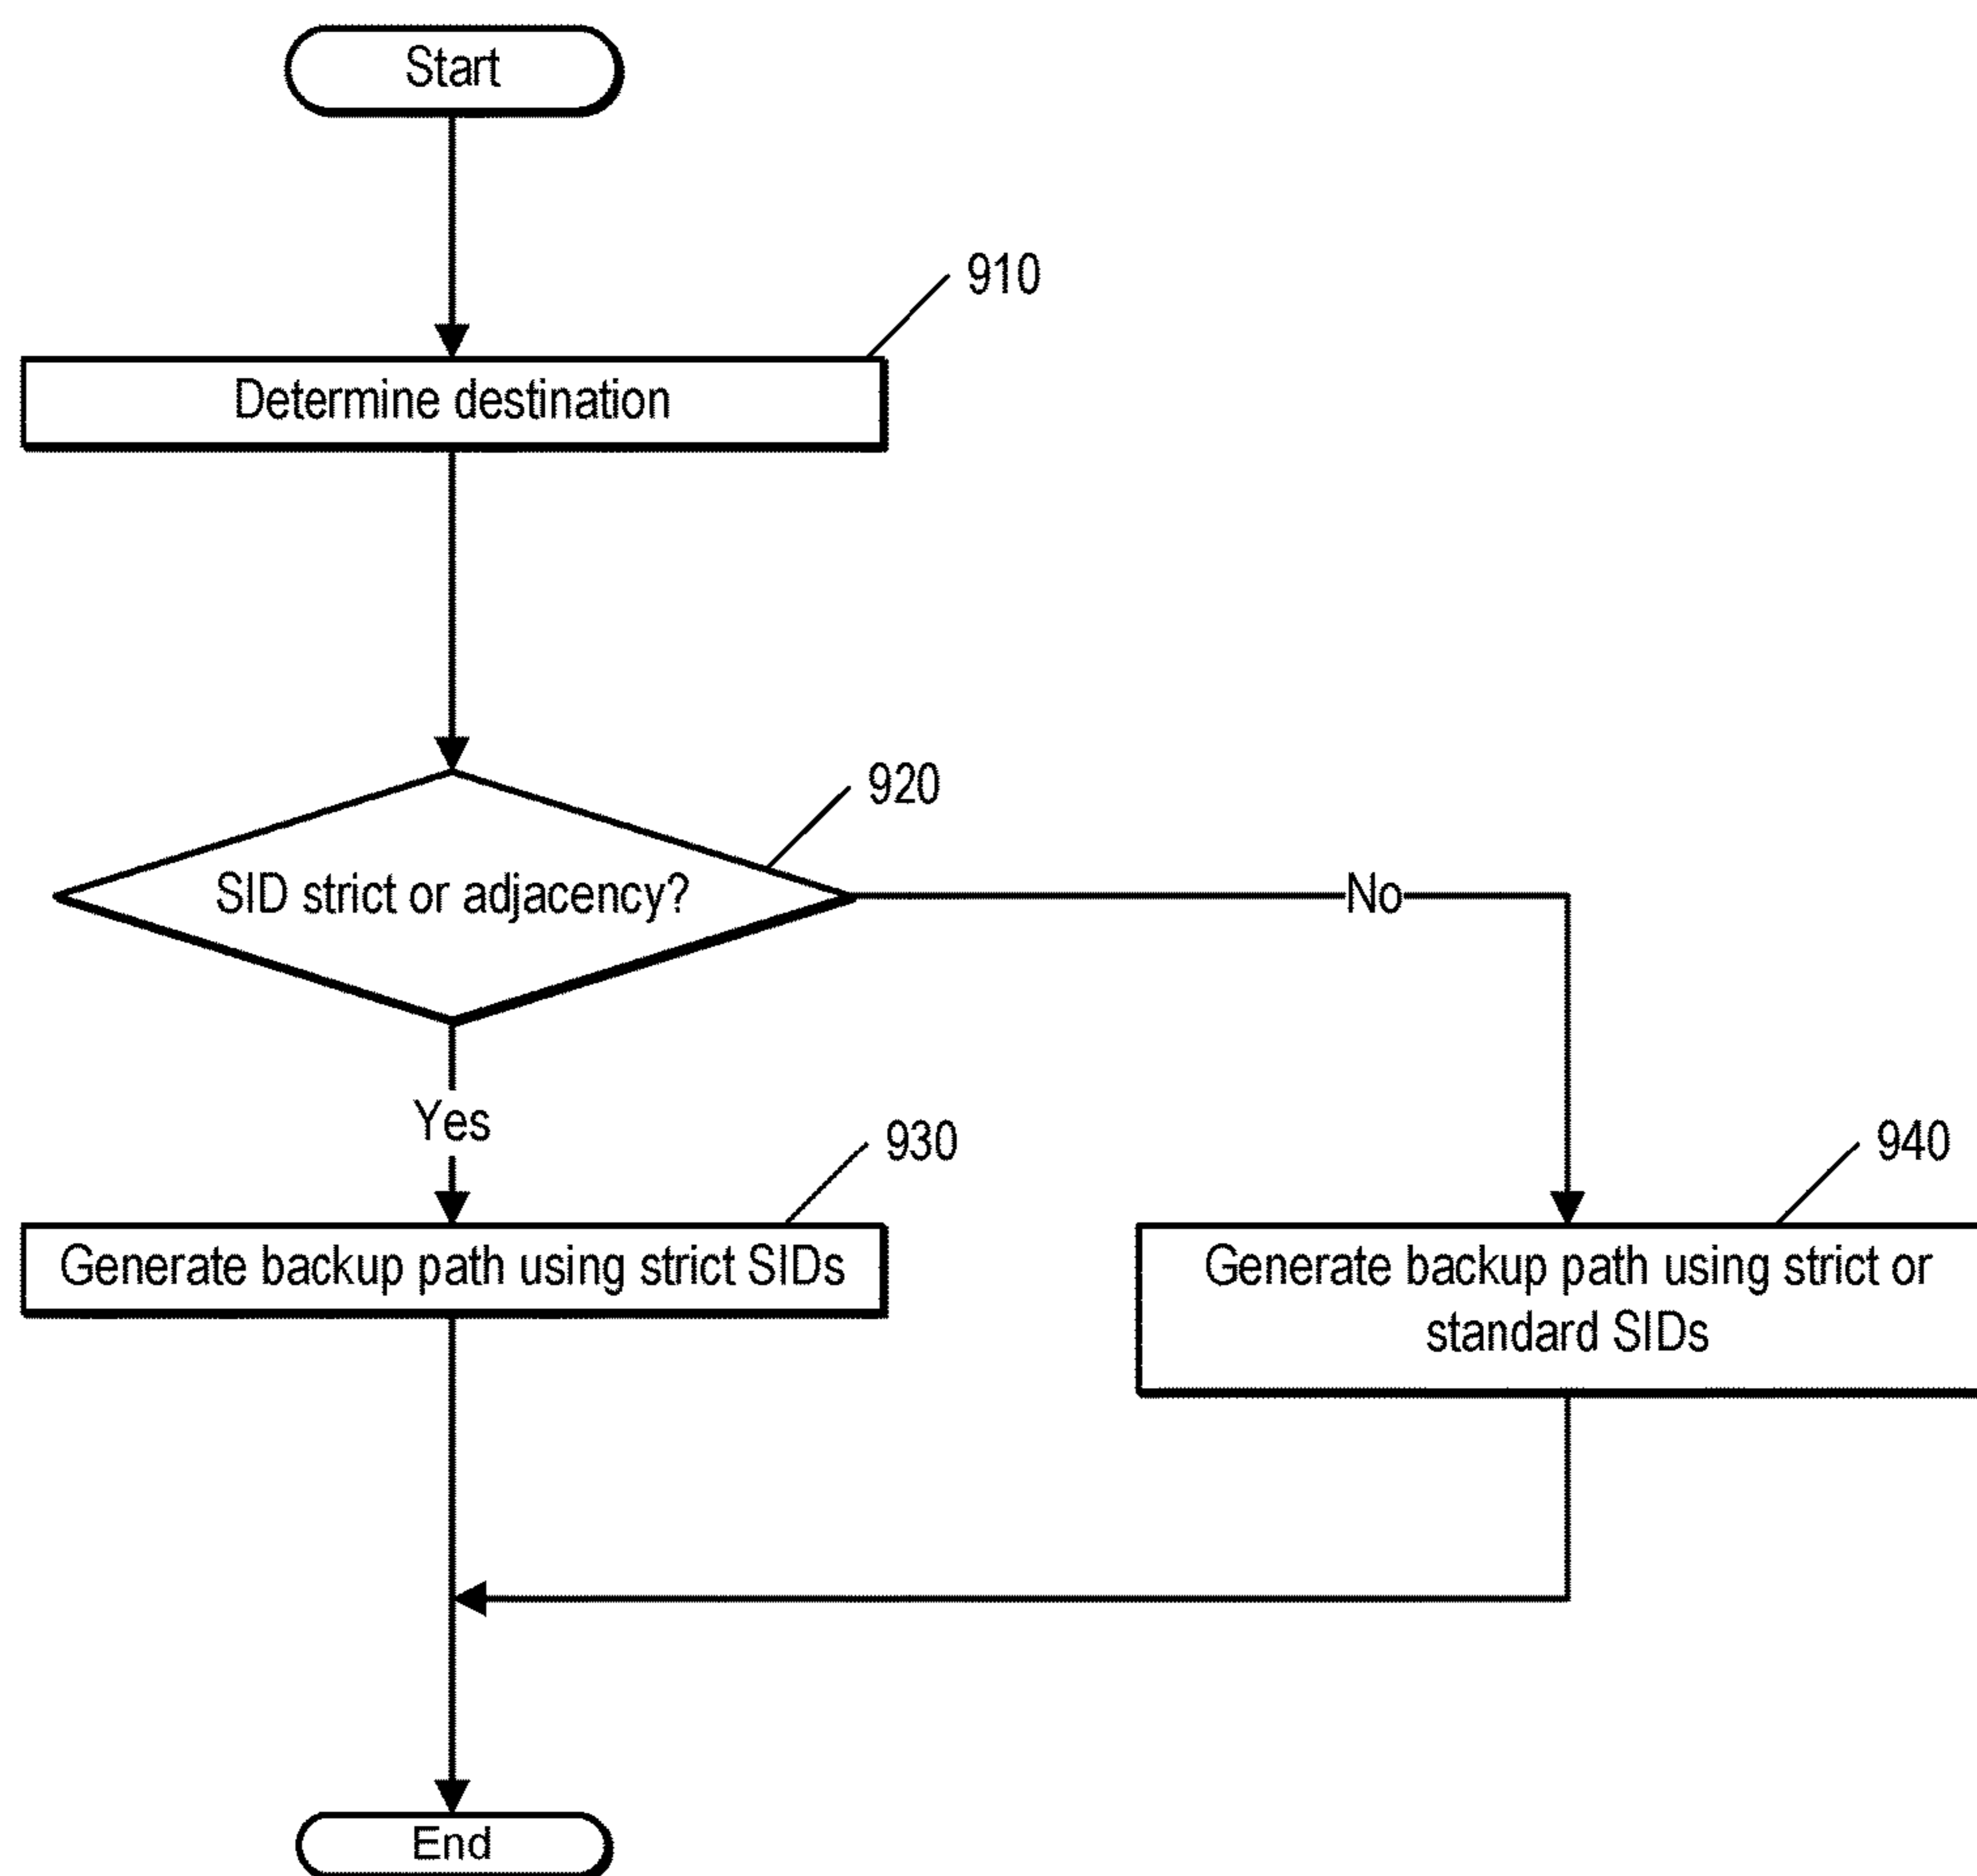 Start
910
Determine destination
920
SID strict or adjacency?
No
Yes
930
940
Generate backup path using strict SIDs
Generate backup path using strict or
standard SIDs
End